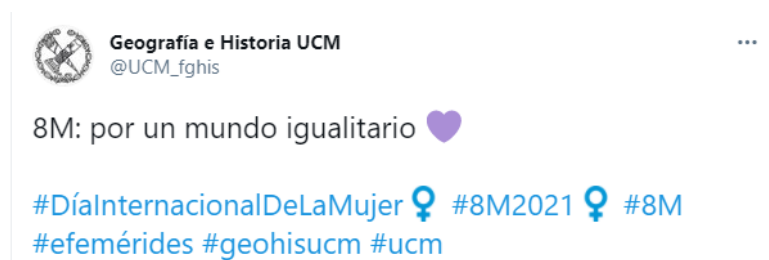 Geografía e Historia UCM
@UCM_fghis
8M: por un mundo igualitario 💜
#DíaInternacionalDeLaMujer♀ #8M2021♀ #8M
#efemérides #geohisucm #ucm